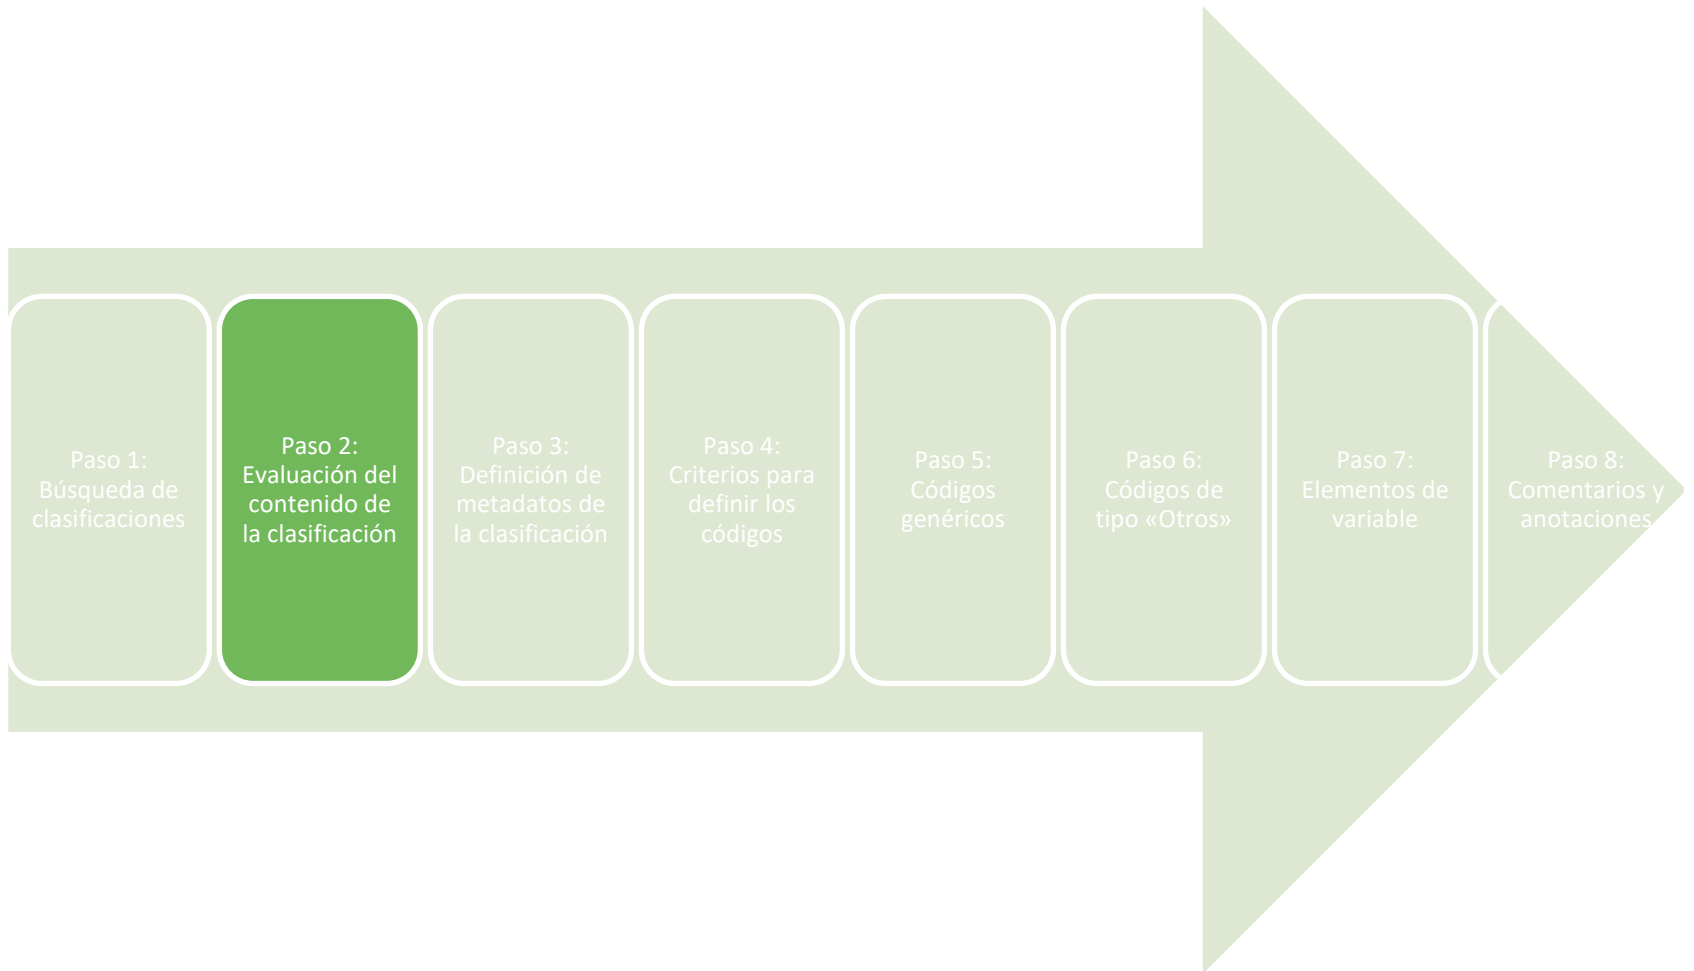 Paso 1:
Búsqueda de
clasificaciones
Paso 2:
Evaluación del
contenido de
la clasificación
Paso 3:
Definición de
metadatos de
la clasificación
Paso 4:
Criterios para
definir los
códigos
Paso 5:
Códigos
genéricos
Paso 6:
Códigos de
tipo «Otros»
Paso 7:
Elementos de
variable
Paso 8:
Comentarios y
anotaciones